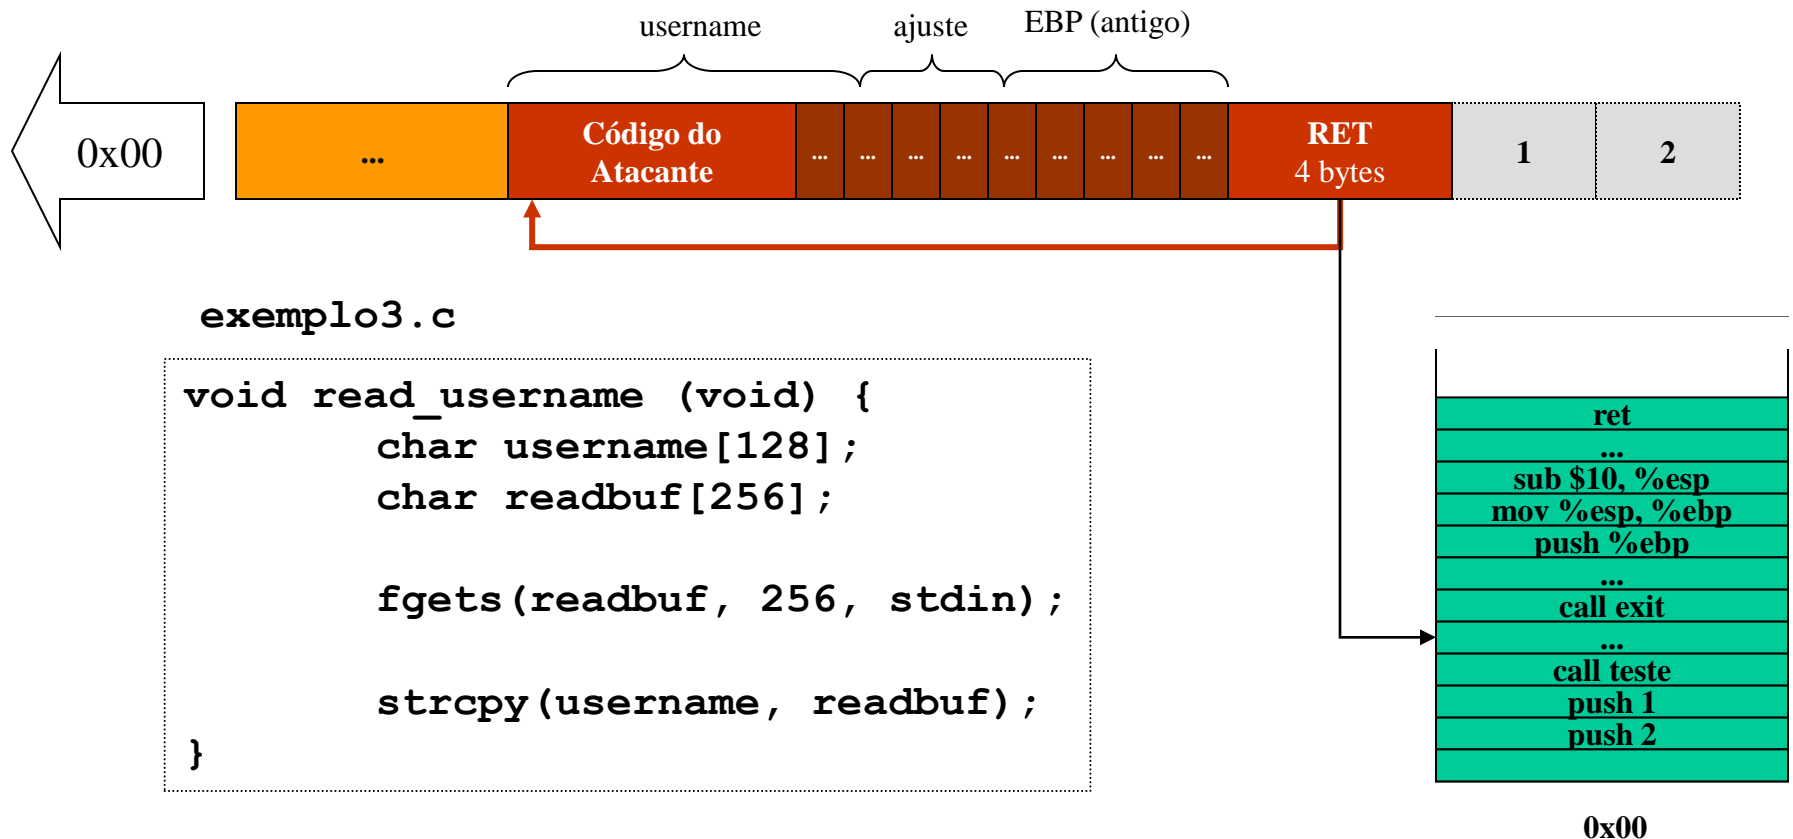 username ajuste EBP (antigo)
0x00 ... Código do Atacante ... ... ... ... ... ... ... ... ... RET 4 bytes 1 2
exemplo3.c
void read_username (void) {
char username[128];
char readbuf[256];
fgets(readbuf, 256, stdin);
strcpy(username, readbuf);
}
ret
...
sub $10, %esp
mov %esp, %ebp
push %ebp
...
call exit
...
call teste
push 1
push 2
0x00